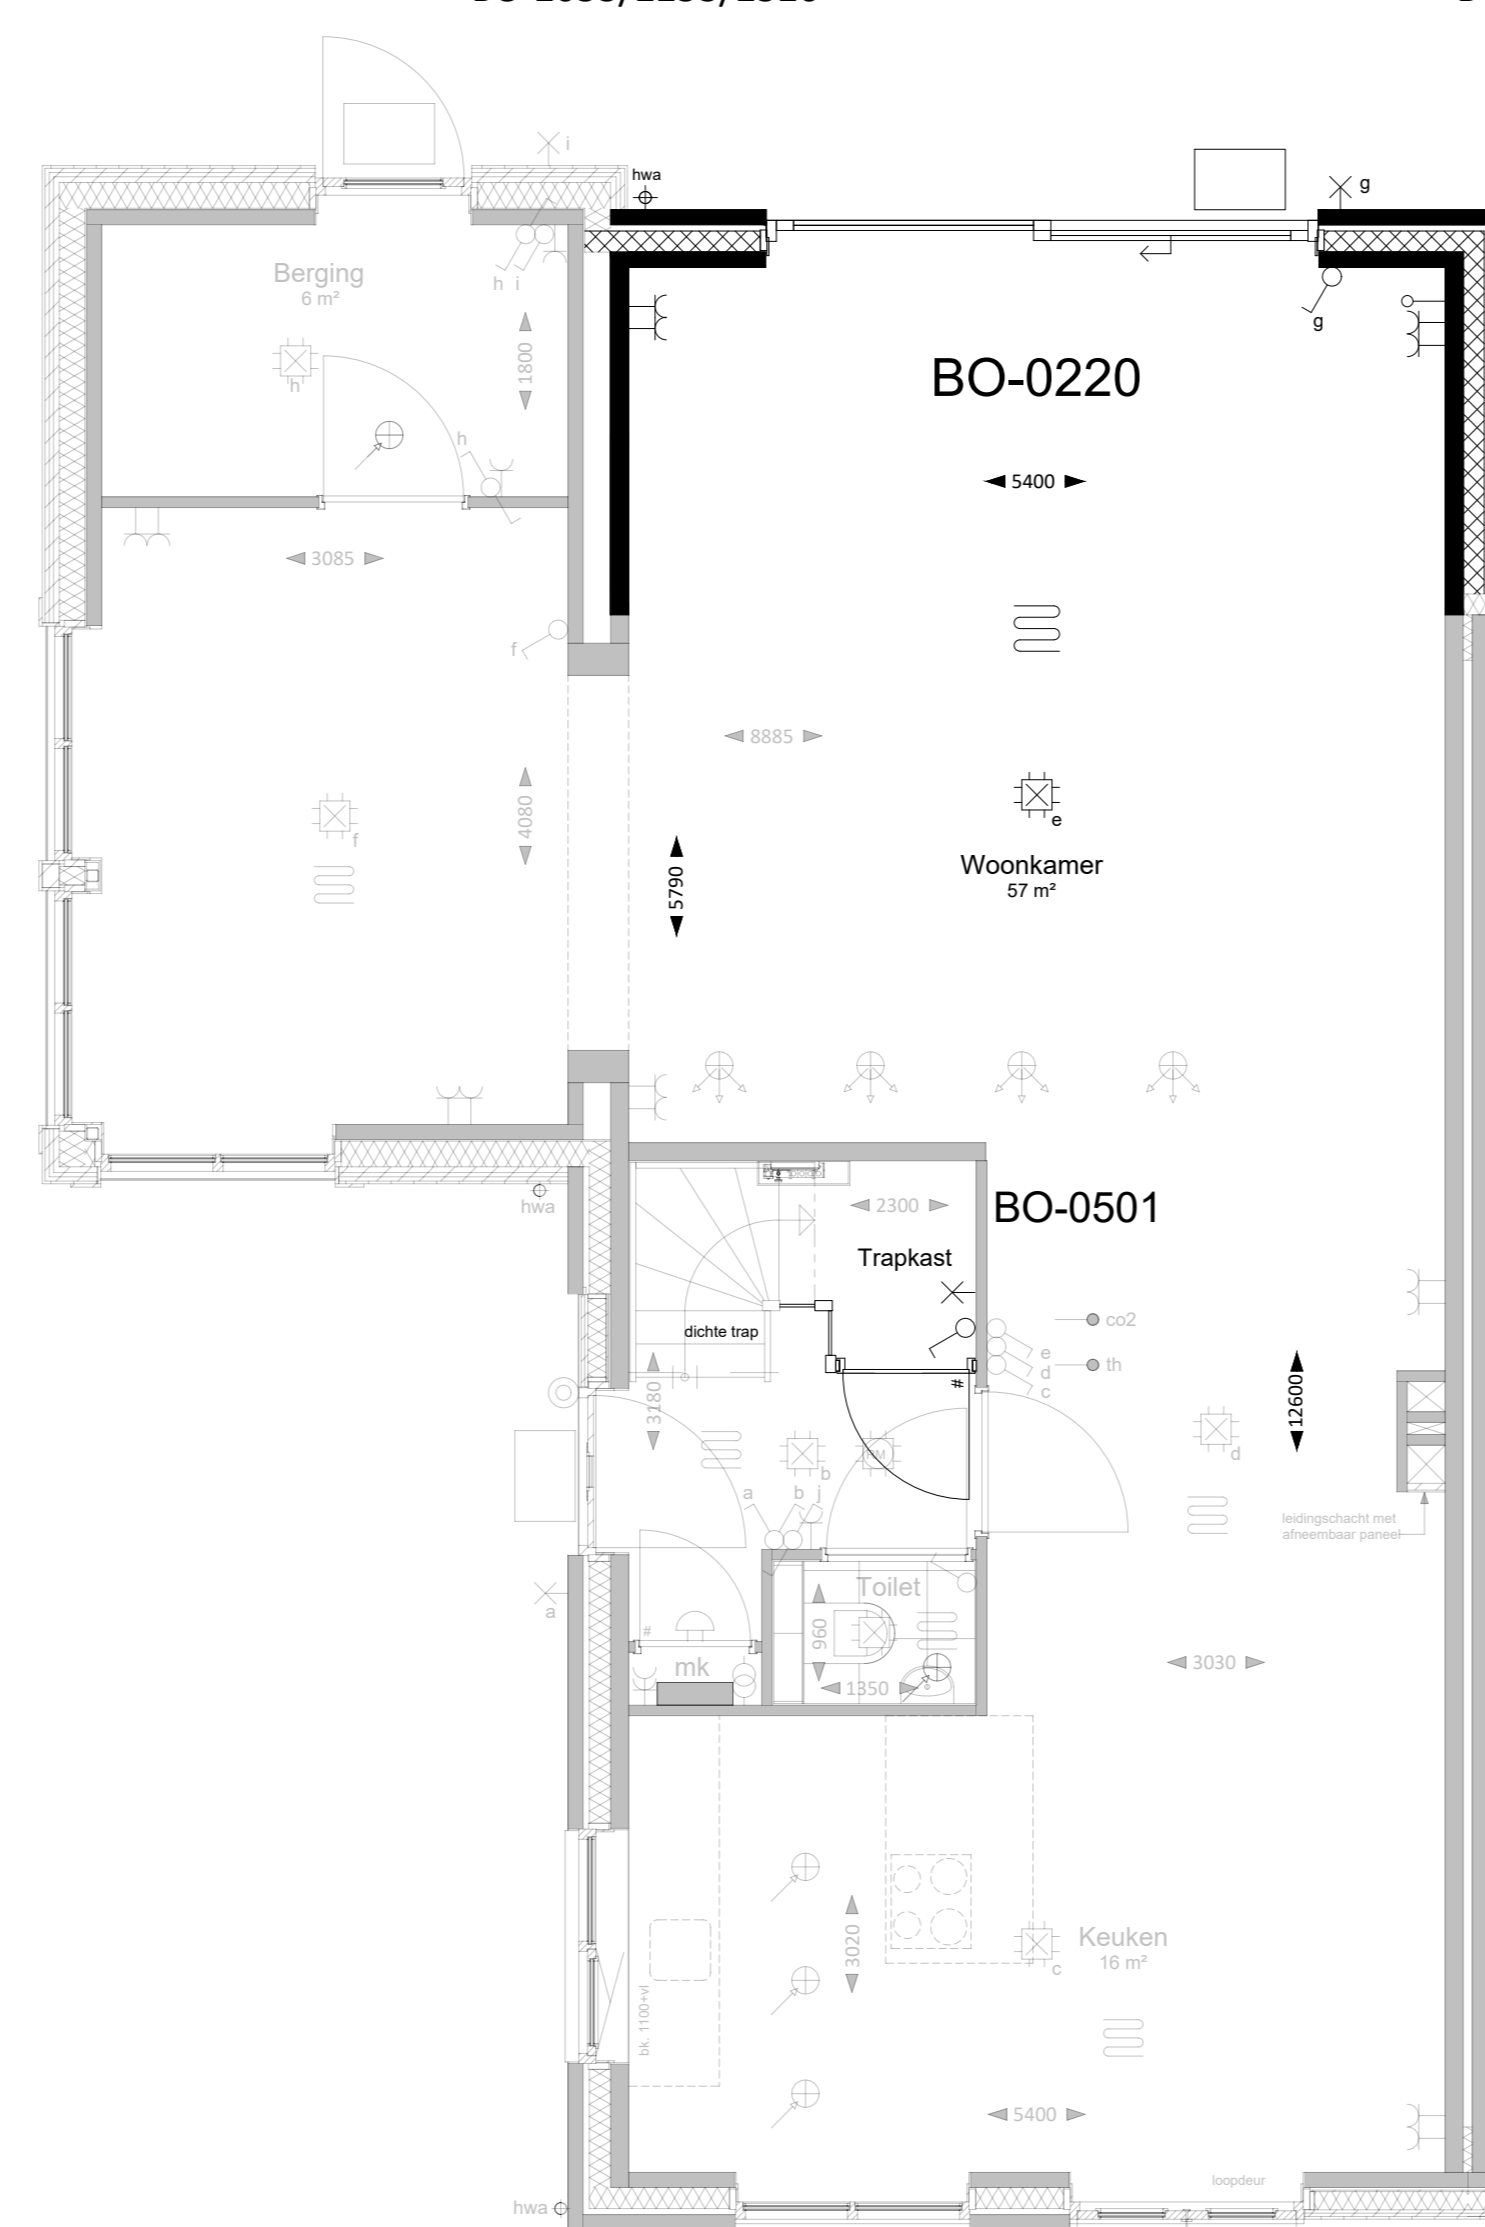 i
hwa
g
Berging
6 m²
h i
g
1800
h
BO-0220
h
5400
3085
f
8885
4080
f
e
Woonkamer
57 m²
5790
hwa
2300
BO-0501
Trapkast
co2
dichte trap
e
d
th
c
3180
#
12600
RM
b
d
a
b
j
leidingschacht met
afneembaar paneel
Toilet
a
#
960
mk
1350
3030
Keuken
16 m²
c
3020
bk. 1100+vl
5400
loopdeur
hwa